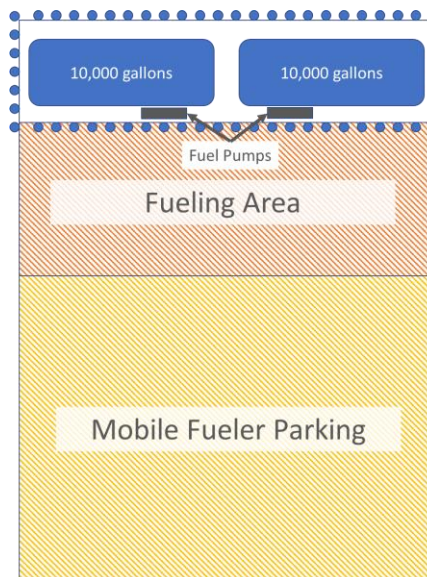 10,000 gallons
10,000 gallons
Fuel Pumps
Fueling Area
Mobile Fueler Parking